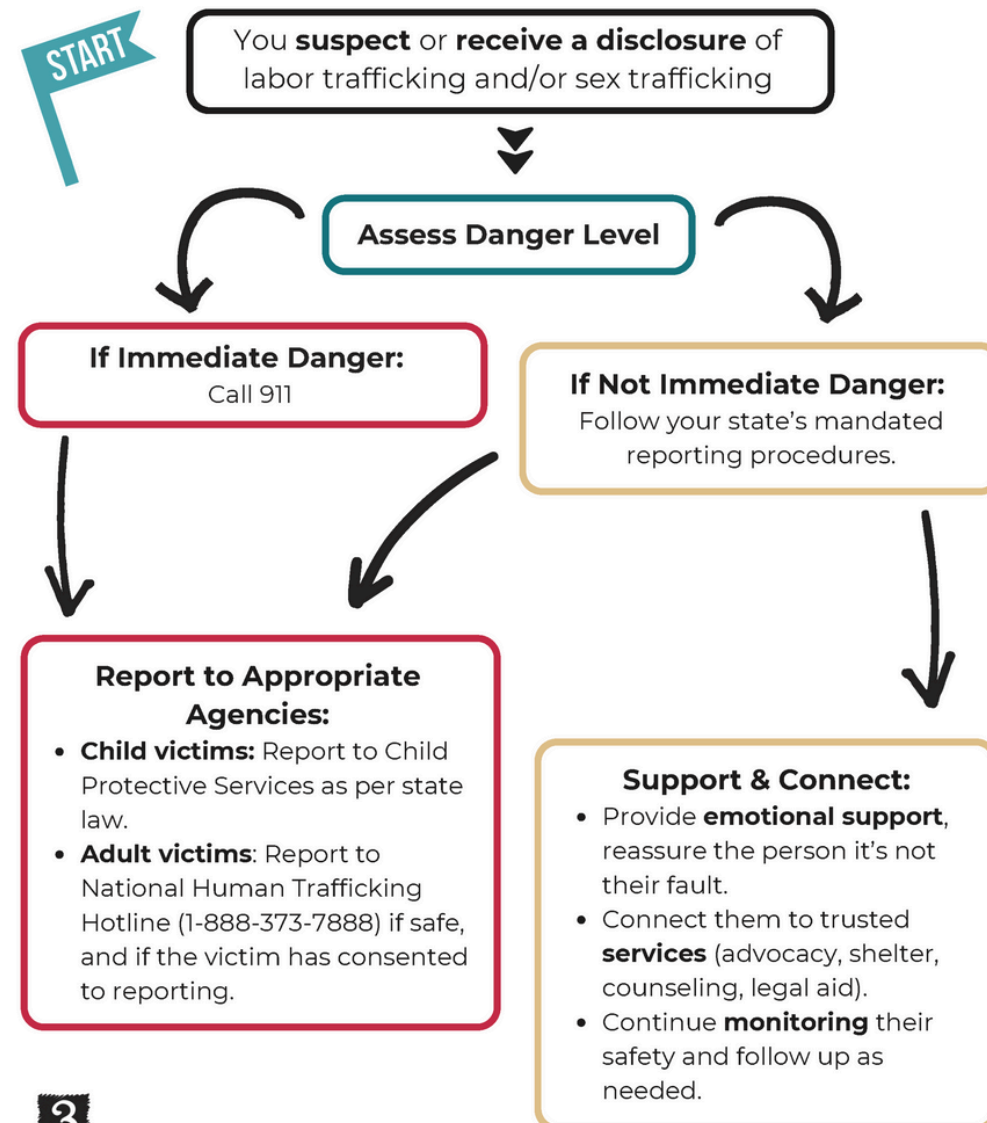 START
You suspect or receive a disclosure of
labor trafficking and/or sex trafficking
Assess Danger Level
If Immediate Danger:
Call 911
If Not Immediate Danger:
Follow your state’s mandated
reporting procedures.
Report to Appropriate
Agencies:
• Child victims: Report to Child
Protective Services as per state
law.
• Adult victims: Report to
National Human Trafficking
Hotline (1-888-373-7888) if safe,
and if the victim has consented
to reporting.
Support & Connect:
• Provide emotional support,
reassure the person it’s not
their fault.
• Connect them to trusted
services (advocacy, shelter,
counseling, legal aid).
• Continue monitoring their
safety and follow up as
needed.
3